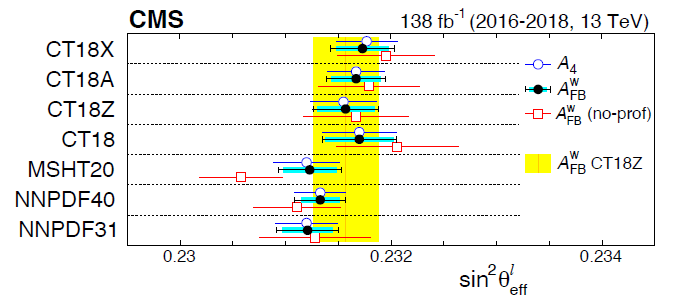 CMS 138 fb⁻¹ (2016-2018, 13 TeV)
CT18X
CT18A
CT18Z
CT18
MSHT20
NNPDF40
NNPDF31
A₄
A^W_FB
A^W_FB (no-prof)
A^W_FB CT18Z
0.23 0.232 0.234
sin²θ^l_eff